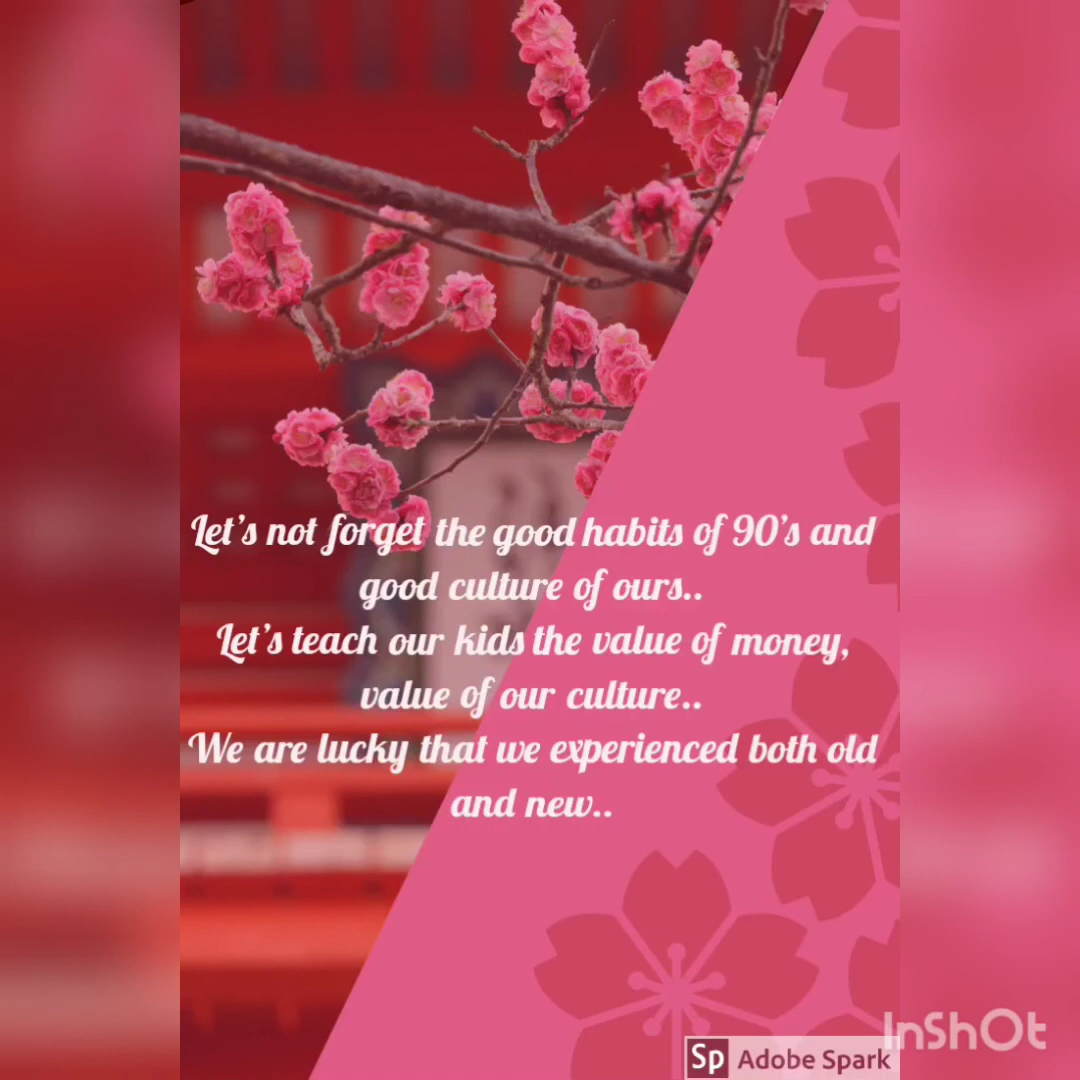 Let's not forget the good habits of 90's and
good culture of ours..
Let's teach our kids the value of money,
value of our culture..
We are lucky that we experienced both old
and new..
InShOt
Sp Adobe Spark